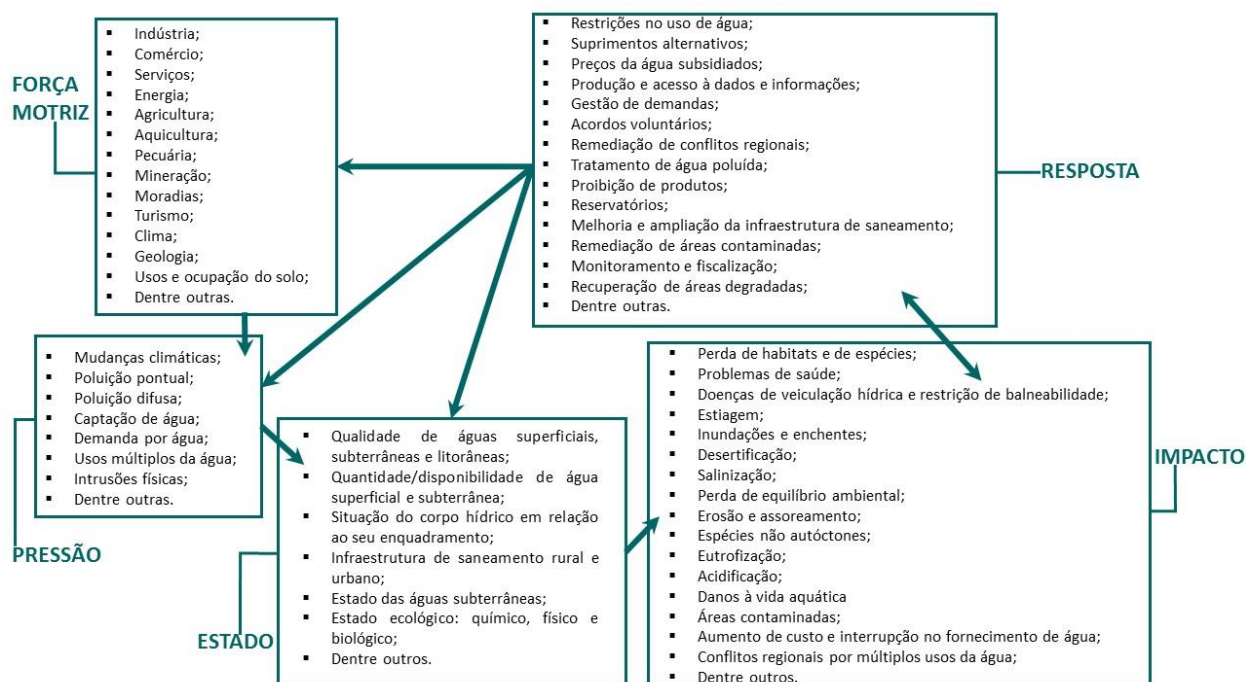 FORÇA
MOTRIZ
▪ Indústria;
▪ Comércio;
▪ Serviços;
▪ Energia;
▪ Agricultura;
▪ Aquicultura;
▪ Pecuária;
▪ Mineração;
▪ Moradias;
▪ Turismo;
▪ Clima;
▪ Geologia;
▪ Usos e ocupação do solo;
▪ Dentre outras.
▪ Restrições no uso de água;
▪ Suprimentos alternativos;
▪ Preços da água subsidiados;
▪ Produção e acesso à dados e informações;
▪ Gestão de demandas;
▪ Acordos voluntários;
▪ Remediação de conflitos regionais;
▪ Tratamento de água poluída;
▪ Proibição de produtos;
▪ Reservatórios;
▪ Melhoria e ampliação da infraestrutura de saneamento;
▪ Remediação de áreas contaminadas;
▪ Monitoramento e fiscalização;
▪ Recuperação de áreas degradadas;
▪ Dentre outras.
RESPOSTA
▪ Mudanças climáticas;
▪ Poluição pontual;
▪ Poluição difusa;
▪ Captação de água;
▪ Demanda por água;
▪ Usos múltiplos da água;
▪ Intrusões físicas;
▪ Dentre outras.
PRESSÃO
▪ Qualidade de águas superficiais,
subterrâneas e litorâneas;
▪ Quantidade/disponibilidade de água
superficial e subterrânea;
▪ Situação do corpo hídrico em relação
ao seu enquadramento;
▪ Infraestrutura de saneamento rural e
urbano;
▪ Estado das águas subterrâneas;
▪ Estado ecológico: químico, físico e
biológico;
▪ Dentre outros.
ESTADO
▪ Perda de habitats e de espécies;
▪ Problemas de saúde;
▪ Doenças de veiculação hídrica e restrição de balneabilidade;
▪ Estiagem;
▪ Inundações e enchentes;
▪ Desertificação;
▪ Salinização;
▪ Perda de equilíbrio ambiental;
▪ Erosão e assoreamento;
▪ Espécies não autóctones;
▪ Eutrofização;
▪ Acidificação;
▪ Danos à vida aquática
▪ Áreas contaminadas;
▪ Aumento de custo e interrupção no fornecimento de água;
▪ Conflitos regionais por múltiplos usos da água;
▪ Dentre outros.
IMPACTO